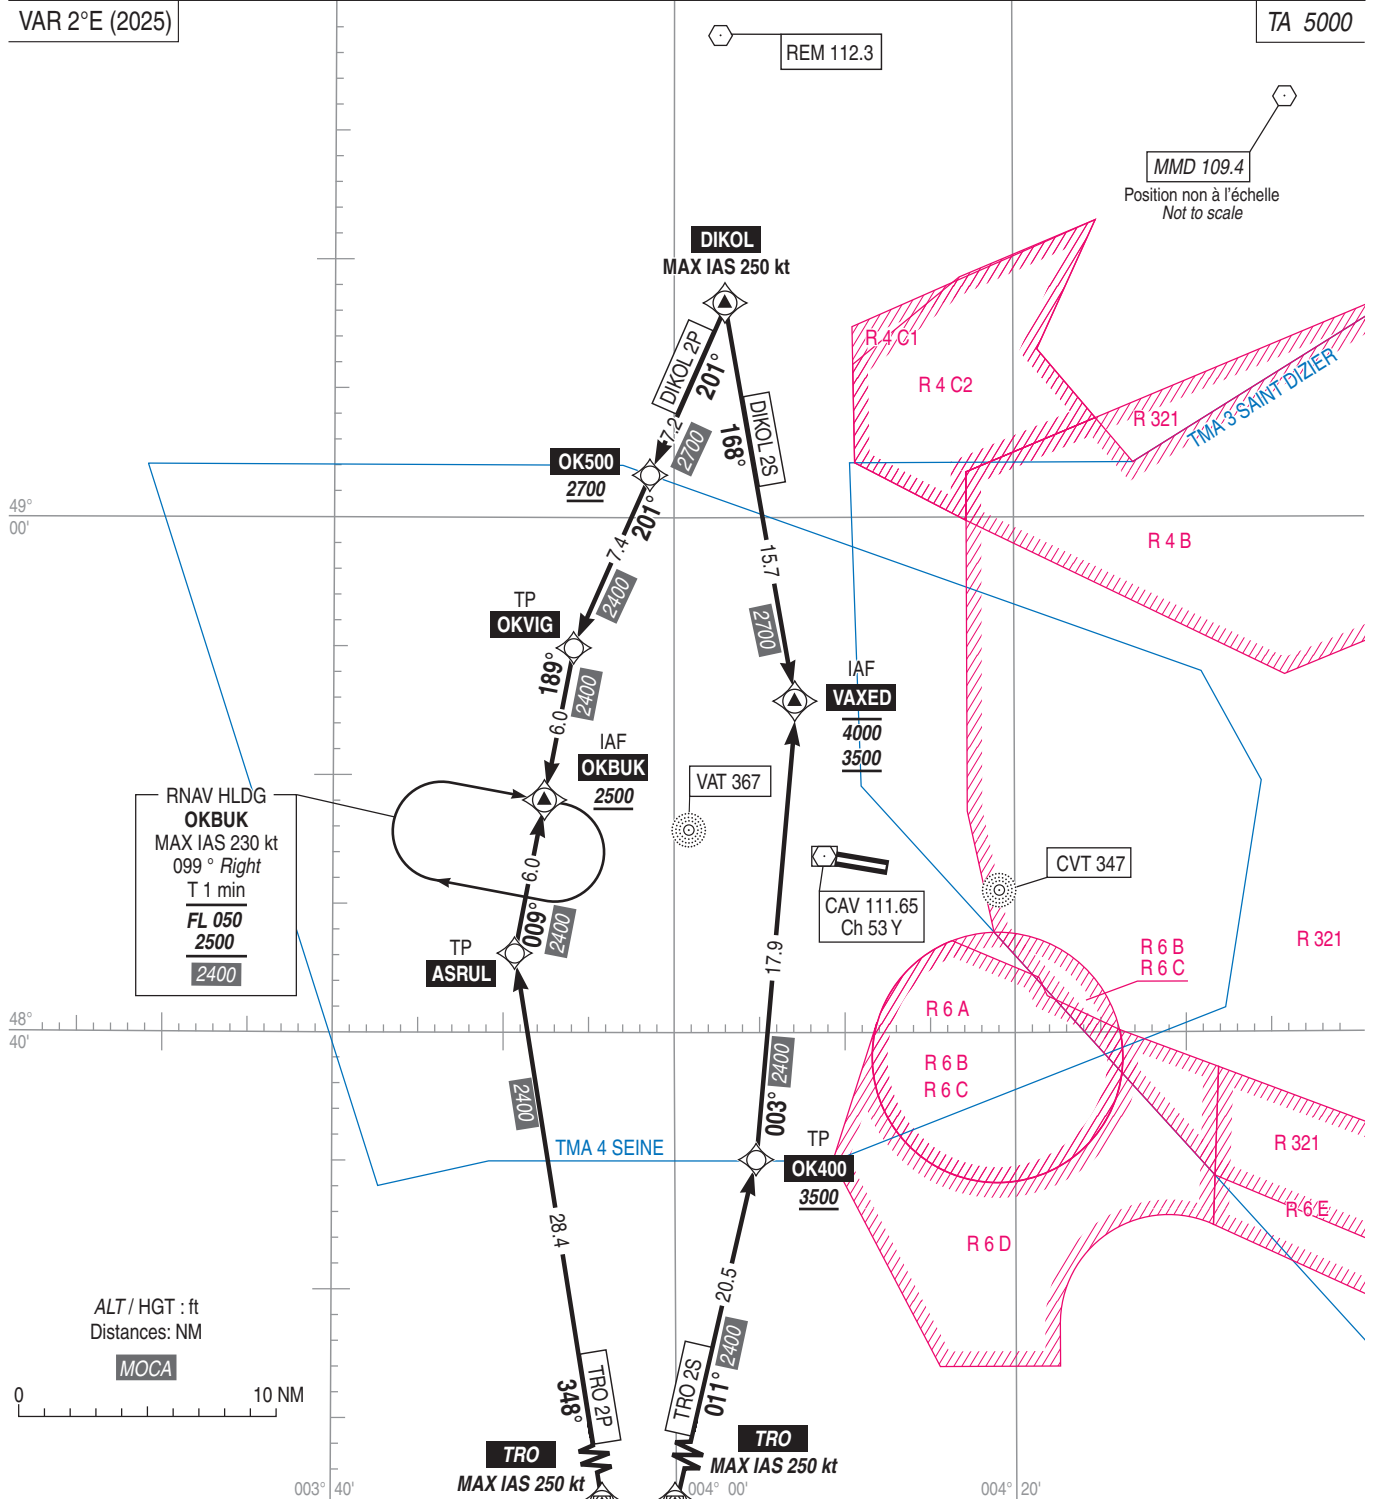 VAR 2°E (2025)
TA 5000
REM 112.3
MMD 109.4
Position non à l'échelle
Not to scale
DIKOL
MAX IAS 250 kt
R 4 C1
R 4 C2
R 321
TMA 3 SAINT DIZIER
DIKOL 2P
201°
7.2
2700
DIKOL 2S
168°
15.7
2700
OK500
2700
49°
00'
201°
7.4
2400
R 4 B
TP
OKVIG
189°
2400
6.0
IAF
VAXED
4000
3500
IAF
OKBUK
2500
VAT 367
RNAV HLDG
OKBUK
MAX IAS 230 kt
099 ° Right
T 1 min
FL 050
2500
2400
CAV 111.65
Ch 53 Y
CVT 347
6.0
009°
2400
TP
ASRUL
17.9
R 6 B
R 6 C
R 321
R 6 A
48°
40'
R 6 B
R 6 C
2400
2400
003°
TP
OK400
3500
TMA 4 SEINE
R 321
R 6 E
28.4
R 6 D
20.5
2400
ALT / HGT : ft
Distances: NM
MOCA
0
10 NM
TRO 2P
348°
TRO 2S
011°
TRO
MAX IAS 250 kt
TRO
MAX IAS 250 kt
003° 40'
004° 00'
004° 20'